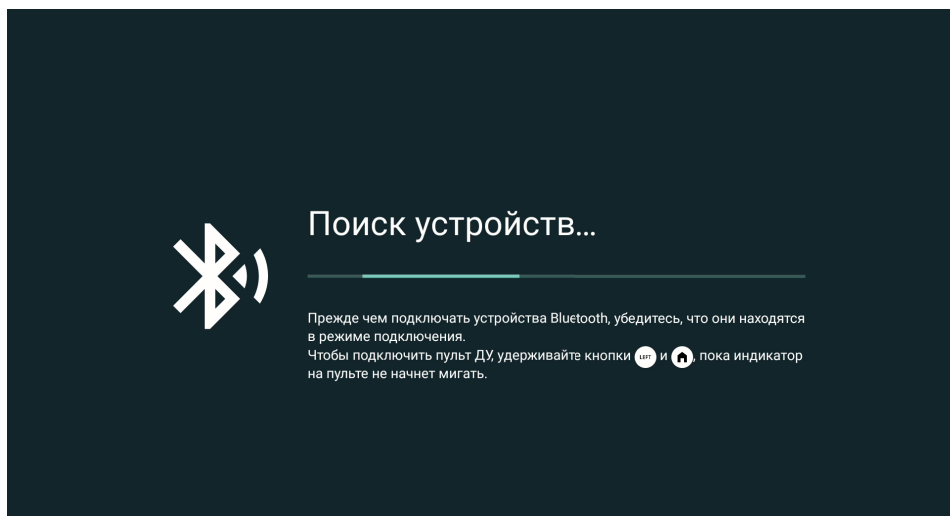 Поиск устройств...
Прежде чем подключать устройства Bluetooth, убедитесь, что они находятся
в режиме подключения.
Чтобы подключить пульт ДУ, удерживайте кнопки LEFT и , пока индикатор
на пульте не начнет мигать.